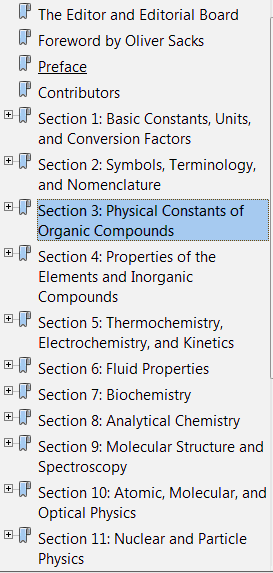 The Editor and Editorial Board
Foreword by Oliver Sacks
Preface
Contributors
Section 1: Basic Constants, Units,
and Conversion Factors
Section 2: Symbols, Terminology,
and Nomenclature
Section 3: Physical Constants of
Organic Compounds
Section 4: Properties of the
Elements and Inorganic
Compounds
Section 5: Thermochemistry,
Electrochemistry, and Kinetics
Section 6: Fluid Properties
Section 7: Biochemistry
Section 8: Analytical Chemistry
Section 9: Molecular Structure and
Spectroscopy
Section 10: Atomic, Molecular, and
Optical Physics
Section 11: Nuclear and Particle
Physics